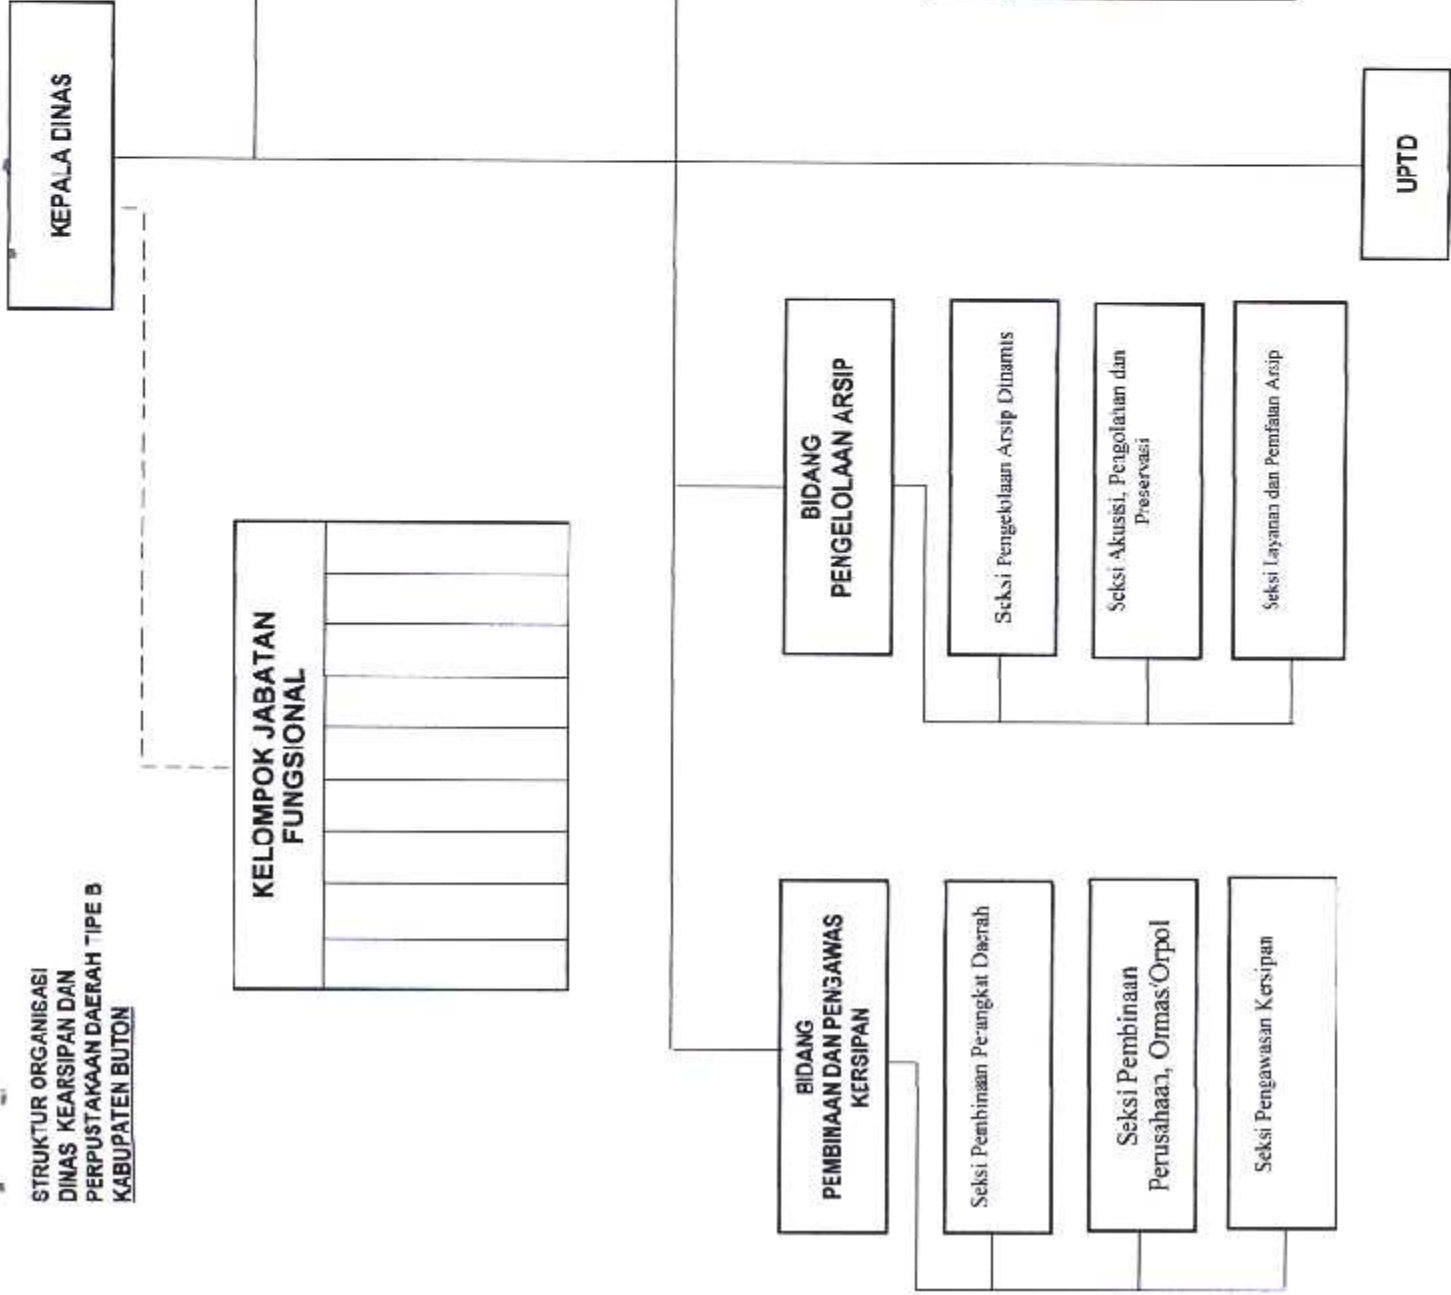 STRUKTUR ORGANISASI
DINAS KEARSIPAN DAN
PERPUSTAKAAN DAERAH TIPE B
KABUPATEN BUTON
KEPALA DINAS
KELOMPOK JABATAN
FUNGSIONAL
BIDANG
PEMBINAAN DAN PENGAWAS
KERSIPAN
Seksi Pembinaan Perangkat Daerah
Seksi Pembinaan
Perusahaan, Ormas/Orpol
Seksi Pengawasan Kersipan
BIDANG
PENGELOLAAN ARSIP
Seksi Pengelolaan Arsip Dinamis
Seksi Akusisi, Pengolahan dan
Preservasi
Seksi Layanan dan Pemfatan Arsip
UPTD